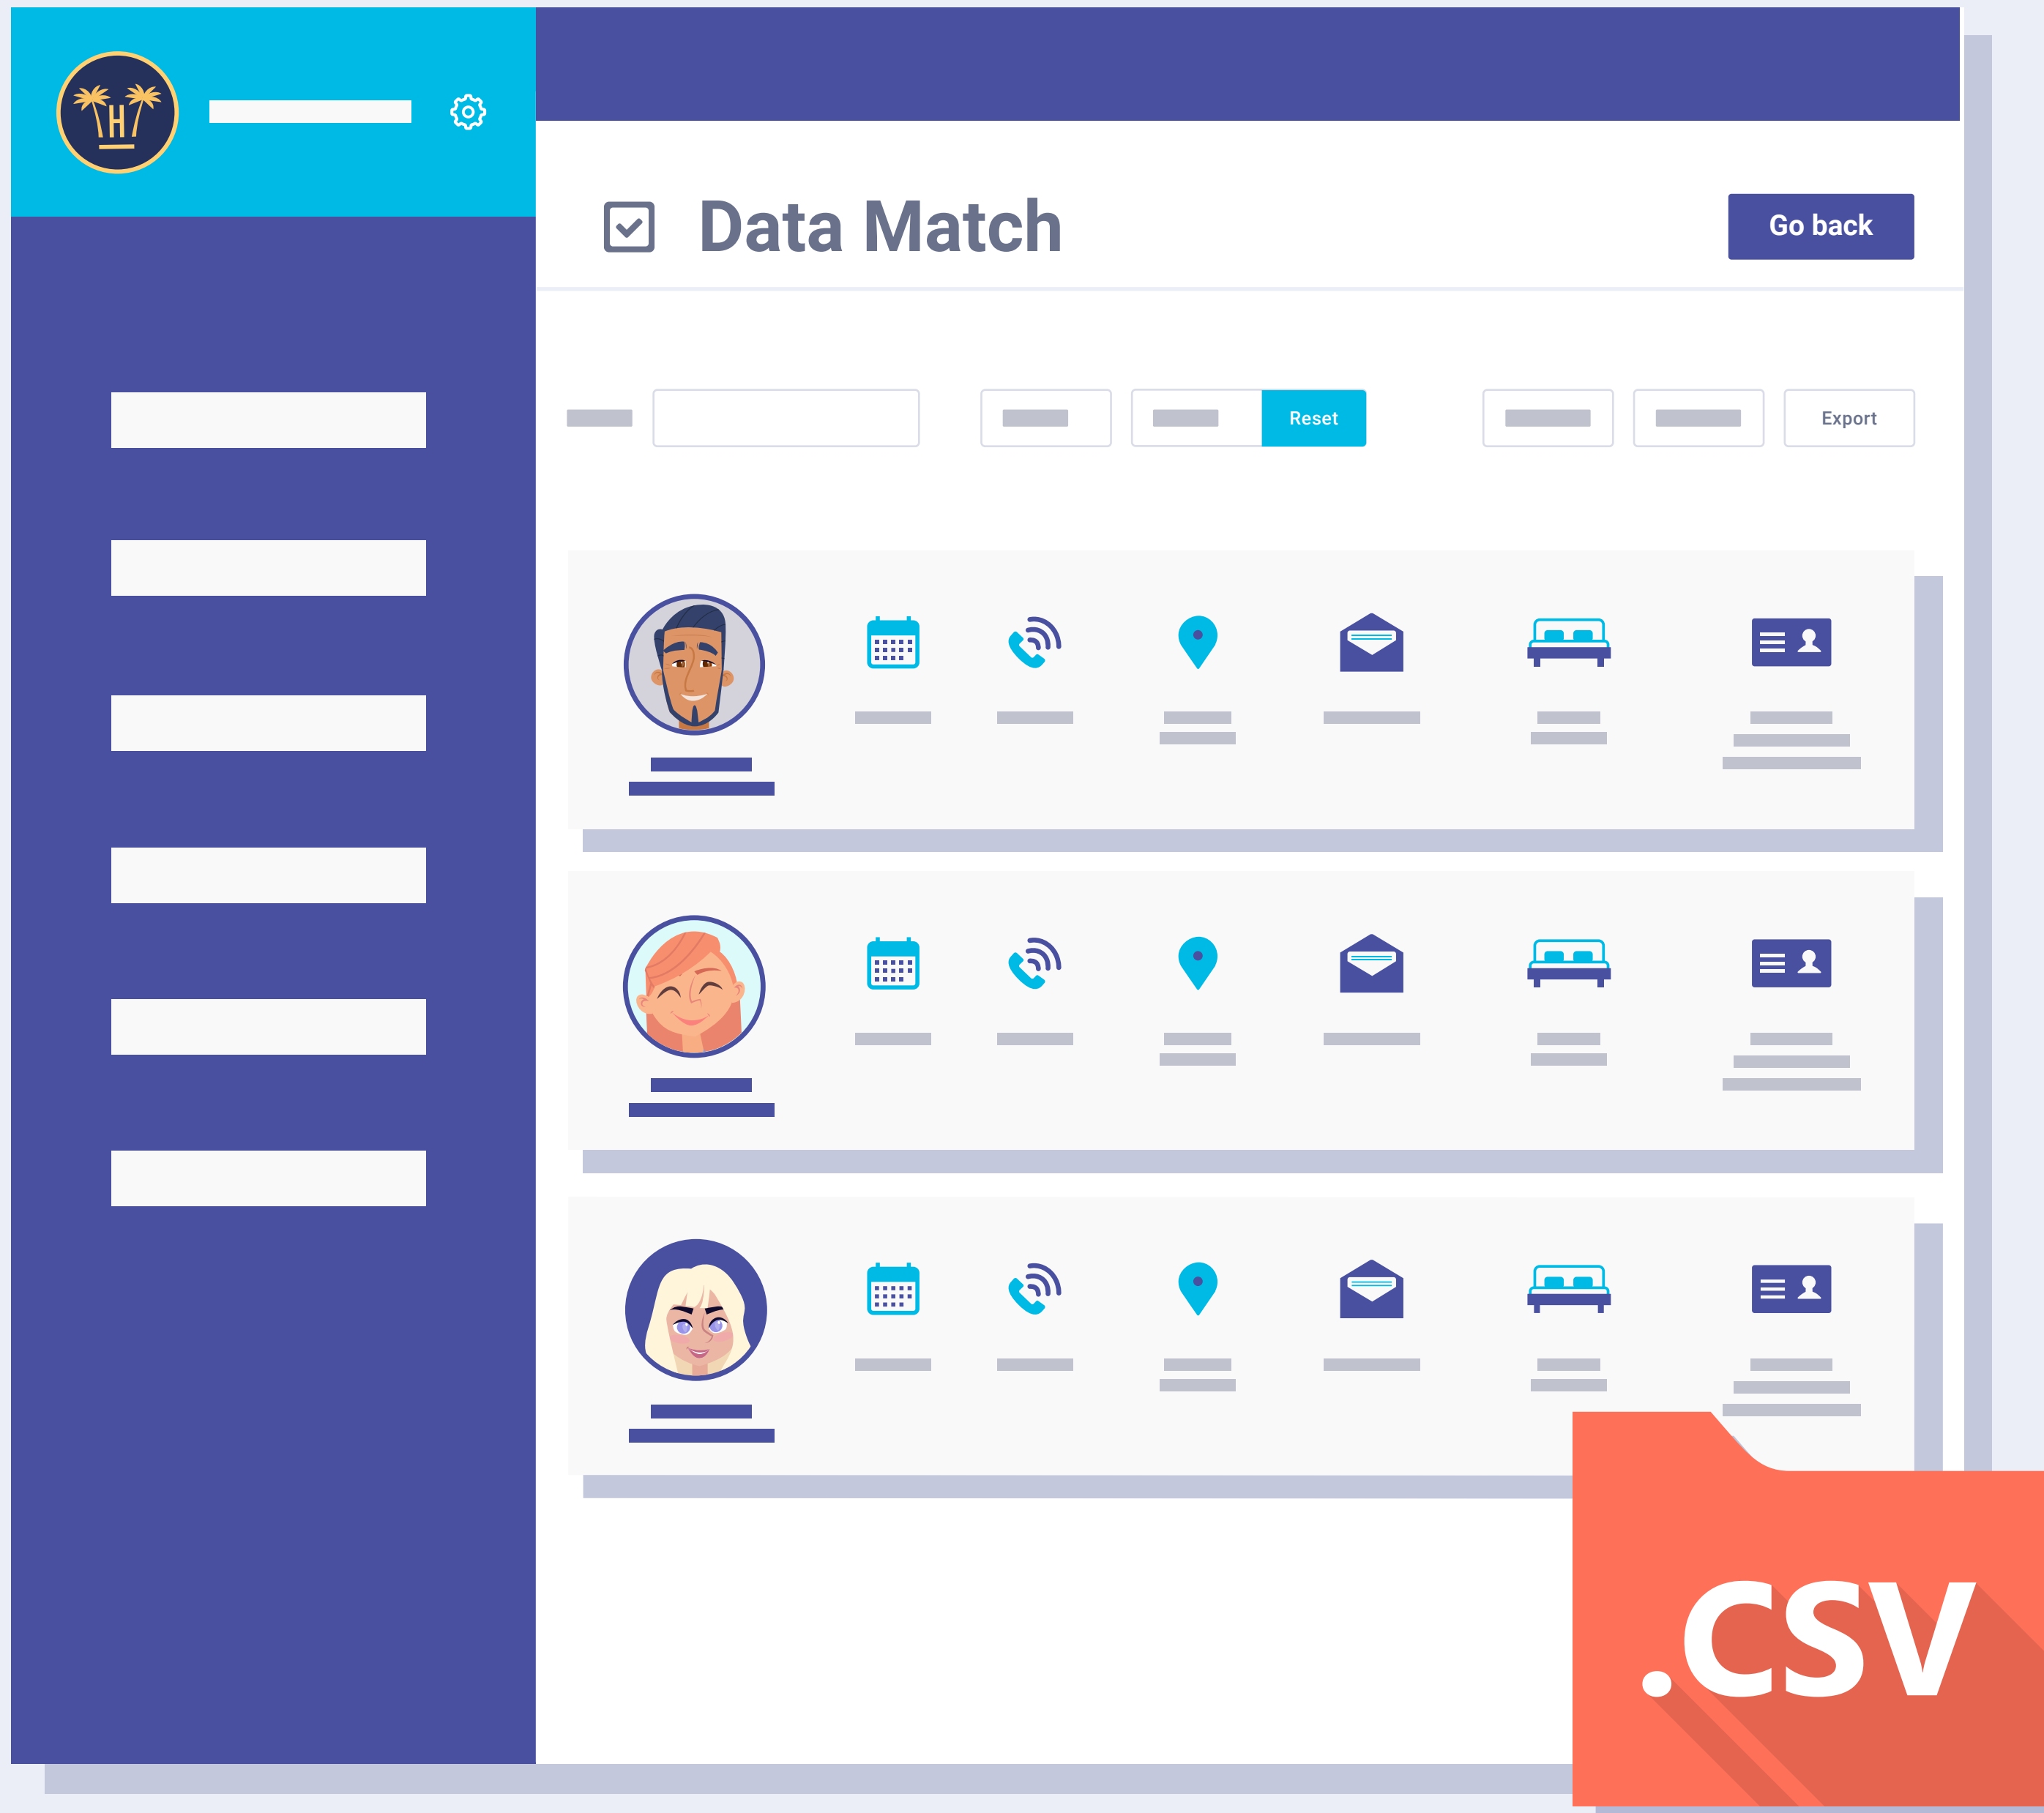 H
Data Match
Go back
Reset
Export
.CSV